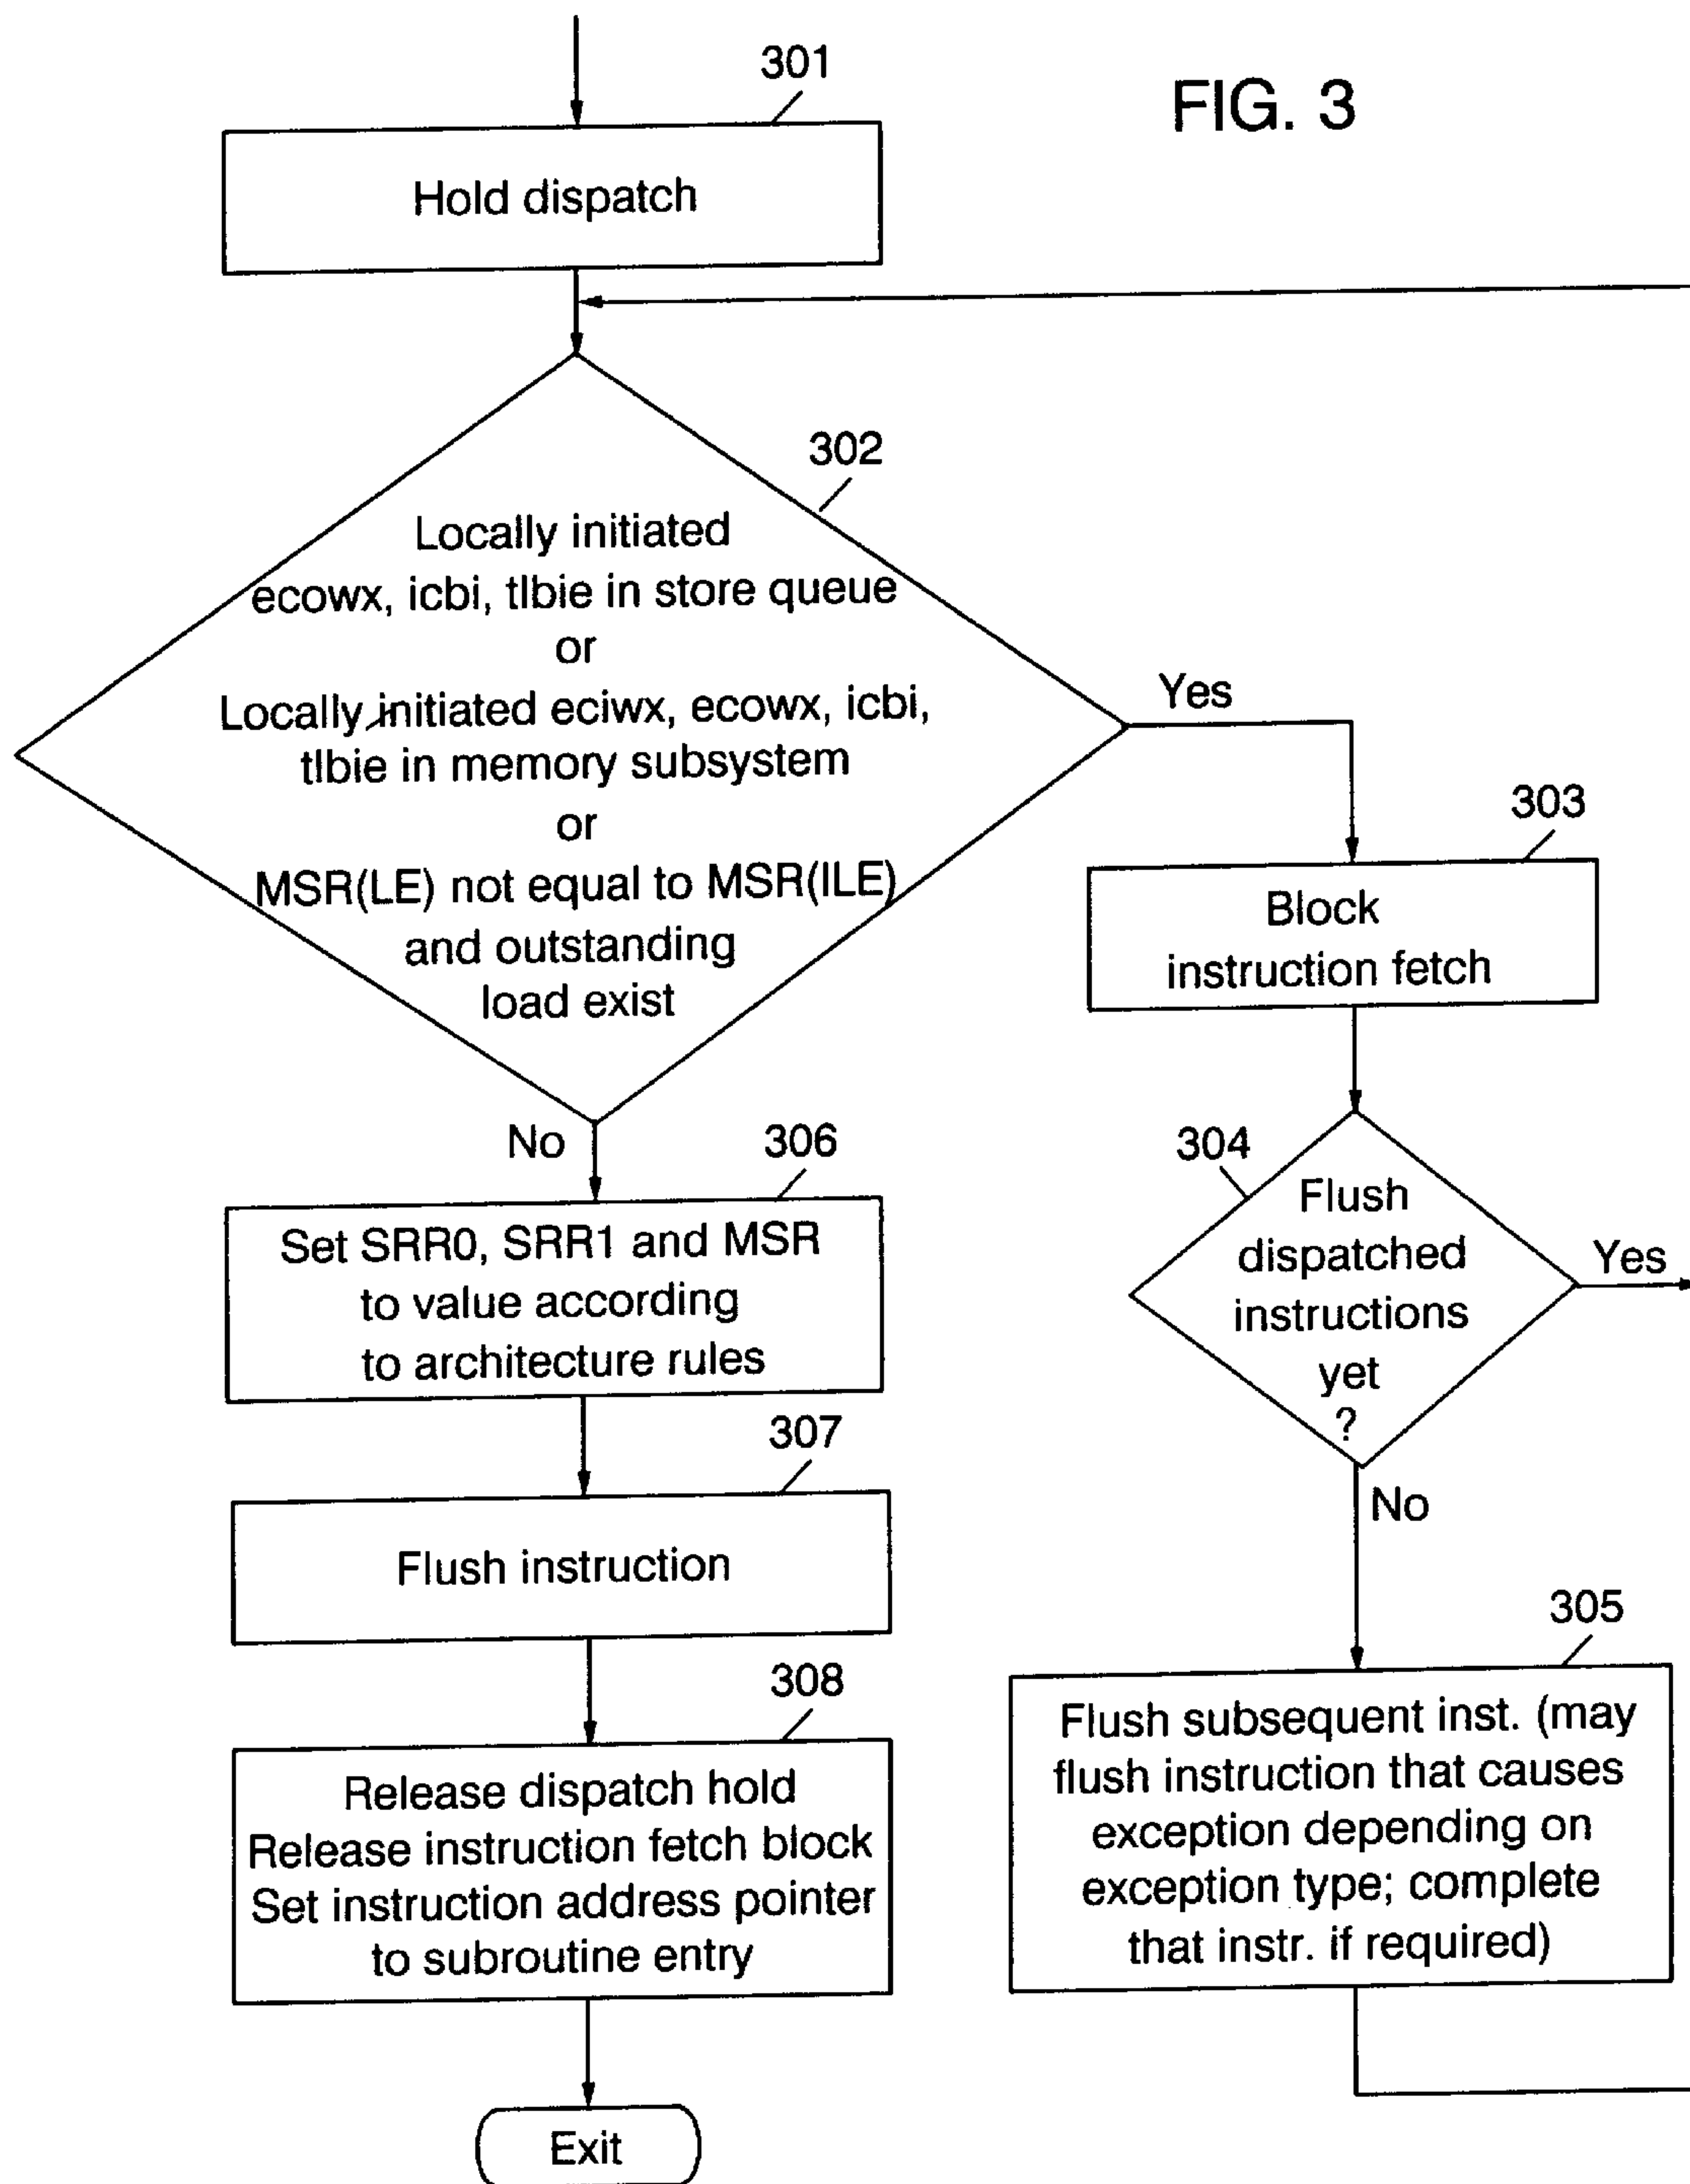 FIG. 3
301
Hold dispatch
302
Locally initiated
ecowx, icbi, tlbie in store queue
or
Locally initiated eciwx, ecowx, icbi,
tlbie in memory subsystem
or
MSR(LE) not equal to MSR(ILE)
and outstanding
load exist
Yes
303
Block
instruction fetch
304
Flush
dispatched
instructions
yet
?
Yes
No
305
Flush subsequent inst. (may
flush instruction that causes
exception depending on
exception type; complete
that instr. if required)
No
306
Set SRR0, SRR1 and MSR
to value according
to architecture rules
307
Flush instruction
308
Release dispatch hold
Release instruction fetch block
Set instruction address pointer
to subroutine entry
Exit